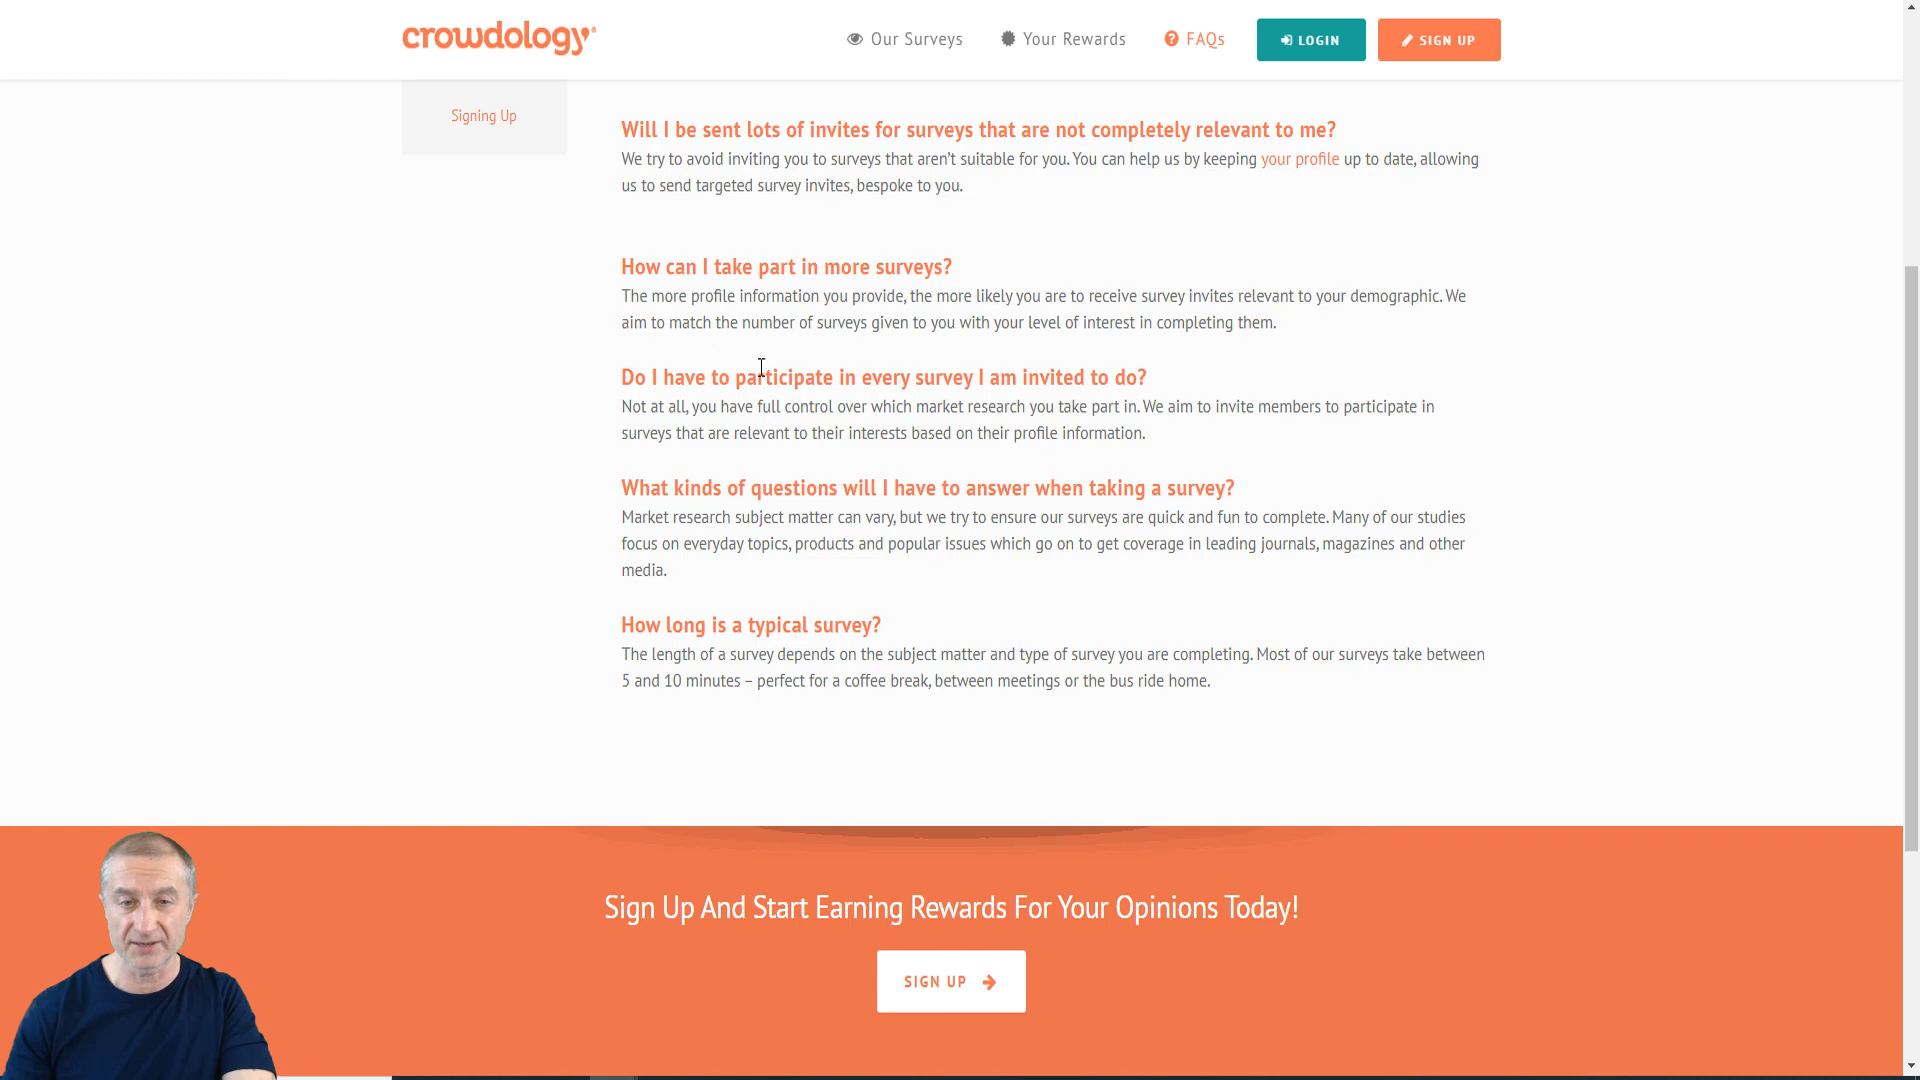 crowdology
Our Surveys
Your Rewards
FAQs
LOGIN
SIGN UP
Signing Up
Will I be sent lots of invites for surveys that are not completely relevant to me?
We try to avoid inviting you to surveys that aren’t suitable for you. You can help us by keeping your profile up to date, allowing
us to send targeted survey invites, bespoke to you.
How can I take part in more surveys?
The more profile information you provide, the more likely you are to receive survey invites relevant to your demographic. We
aim to match the number of surveys given to you with your level of interest in completing them.
Do I have to participate in every survey I am invited to do?
Not at all, you have full control over which market research you take part in. We aim to invite members to participate in
surveys that are relevant to their interests based on their profile information.
What kinds of questions will I have to answer when taking a survey?
Market research subject matter can vary, but we try to ensure our surveys are quick and fun to complete. Many of our studies
focus on everyday topics, products and popular issues which go on to get coverage in leading journals, magazines and other
media.
How long is a typical survey?
The length of a survey depends on the subject matter and type of survey you are completing. Most of our surveys take between
5 and 10 minutes – perfect for a coffee break, between meetings or the bus ride home.
Sign Up And Start Earning Rewards For Your Opinions Today!
SIGN UP